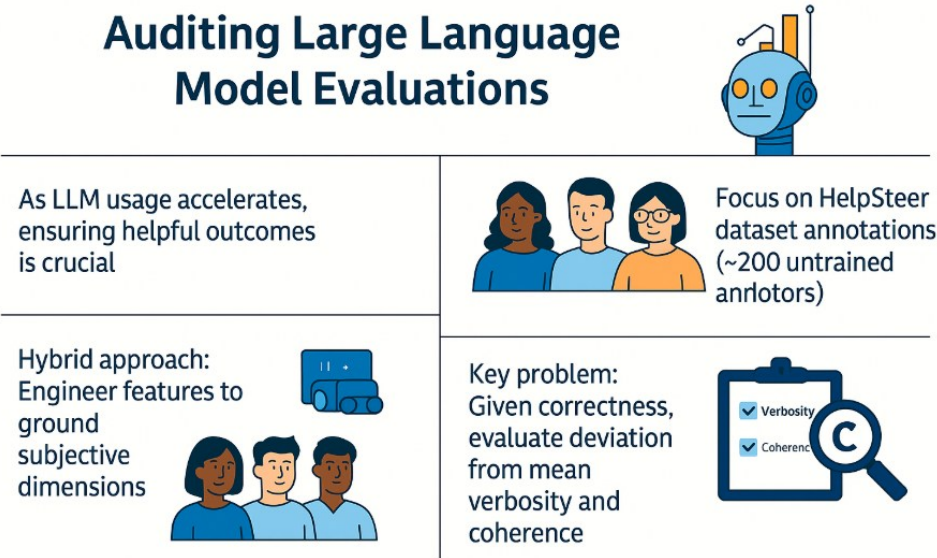 Auditing Large Language
Model Evaluations
As LLM usage accelerates,
ensuring helpful outcomes
is crucial
Focus on HelpSteer
dataset annotations
(~200 untrained
andotors)
Hybrid approach:
Engineer features to
ground
subjective
dimensions
Key problem:
Given correctness,
evaluate deviation
from mean
verbosity and
coherence
Verbosity
Coherenc
C